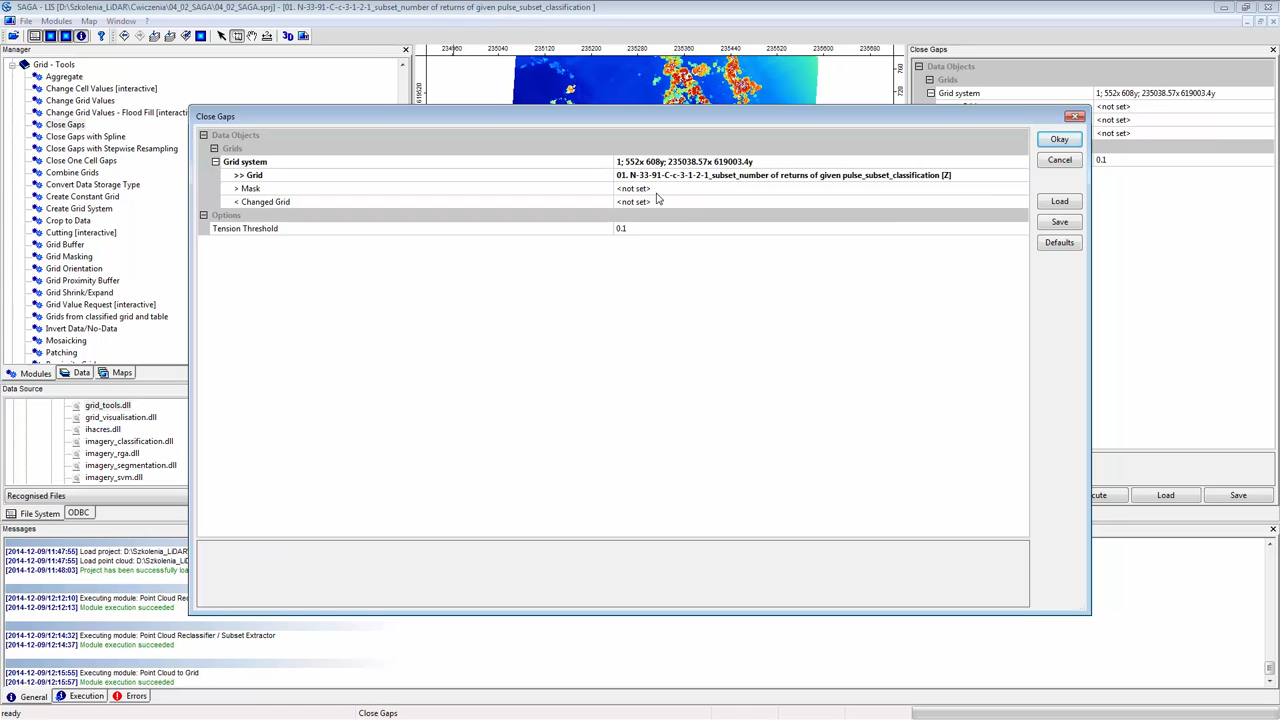 SAGA - LIS [D:\Szkolenia_LiDAR\Cwiczenia\04_02_SAGA\04_02_SAGA.sprj] - [01. N-33-91-C-c-3-1-2-1_subset_number of returns of given pulse_subset_classification ]
File Modules Map Window ?
Manager
Grid - Tools
Aggregate
Change Cell Values [interactive]
Change Grid Values
Change Grid Values - Flood Fill [interacti
Close Gaps
Close Gaps with Spline
Close Gaps with Stepwise Resampling
Close One Cell Gaps
Combine Grids
Convert Data Storage Type
Create Constant Grid
Create Grid System
Crop to Data
Cutting [interactive]
Grid Buffer
Grid Masking
Grid Orientation
Grid Proximity Buffer
Grid Shrink/Expand
Grid Value Request [interactive]
Grids from classified grid and table
Invert Data/No-Data
Mosaicking
Patching
Modules Data Maps
Data Source
grid_tools.dll
grid_visualisation.dll
ihacres.dll
imagery_classification.dll
imagery_rga.dll
imagery_segmentation.dll
imagery_svm.dll
Recognised Files
File System ODBC
235040 235120 235200 235280 235360 235440 235520 235600 235680
Close Gaps
Data Objects
Grids
Grid system 1; 552x 608y; 235038.57x 619003.4y
<not set>
<not set>
<not set>
0.1
cute Load Save
Close Gaps
Data Objects
Grids
Grid system 1; 552x 608y; 235038.57x 619003.4y
>> Grid 01. N-33-91-C-c-3-1-2-1_subset_number of returns of given pulse_subset_classification [Z]
> Mask <not set>
< Changed Grid <not set>
Options
Tension Threshold 0.1
Okay
Cancel
Load
Save
Defaults
Messages
[2014-12-09/11:47:55] Load project: D:\Szkolenia_LiDAR
[2014-12-09/11:47:55] Load point cloud: D:\Szkolenia_Li
[2014-12-09/11:48:03] Project has been successfully loa
[2014-12-09/12:12:10] Executing module: Point Cloud Rec
[2014-12-09/12:12:13] Module execution succeeded
[2014-12-09/12:14:32] Executing module: Point Cloud Reclassifier / Subset Extractor
[2014-12-09/12:14:37] Module execution succeeded
[2014-12-09/12:15:55] Executing module: Point Cloud to Grid
[2014-12-09/12:15:57] Module execution succeeded
General Execution Errors
ready Close Gaps